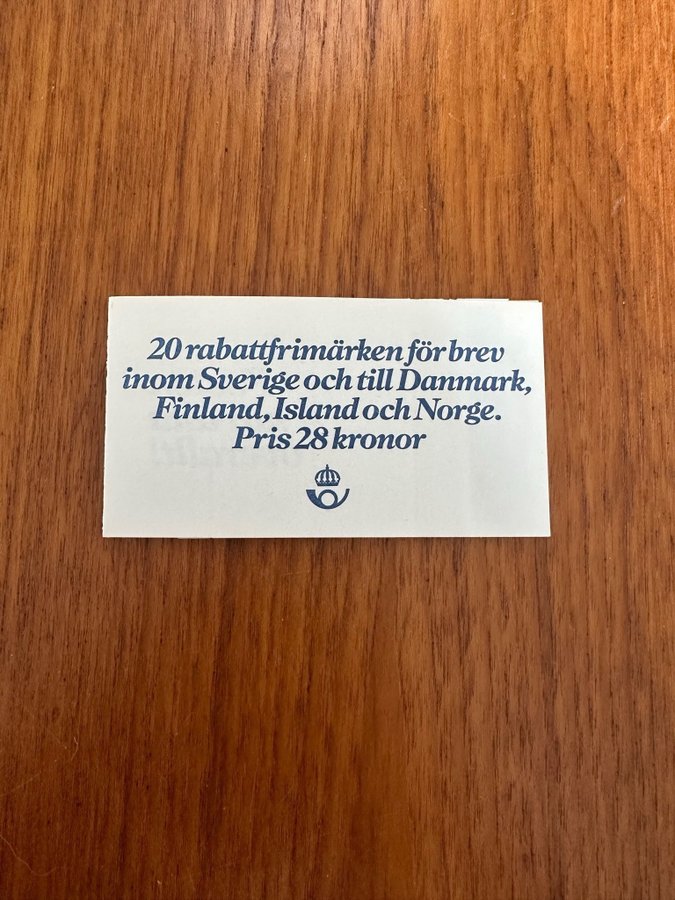 20 rabattfrimärken för brev
inom Sverige och till Danmark,
Finland, Island och Norge.
Pris 28 kronor